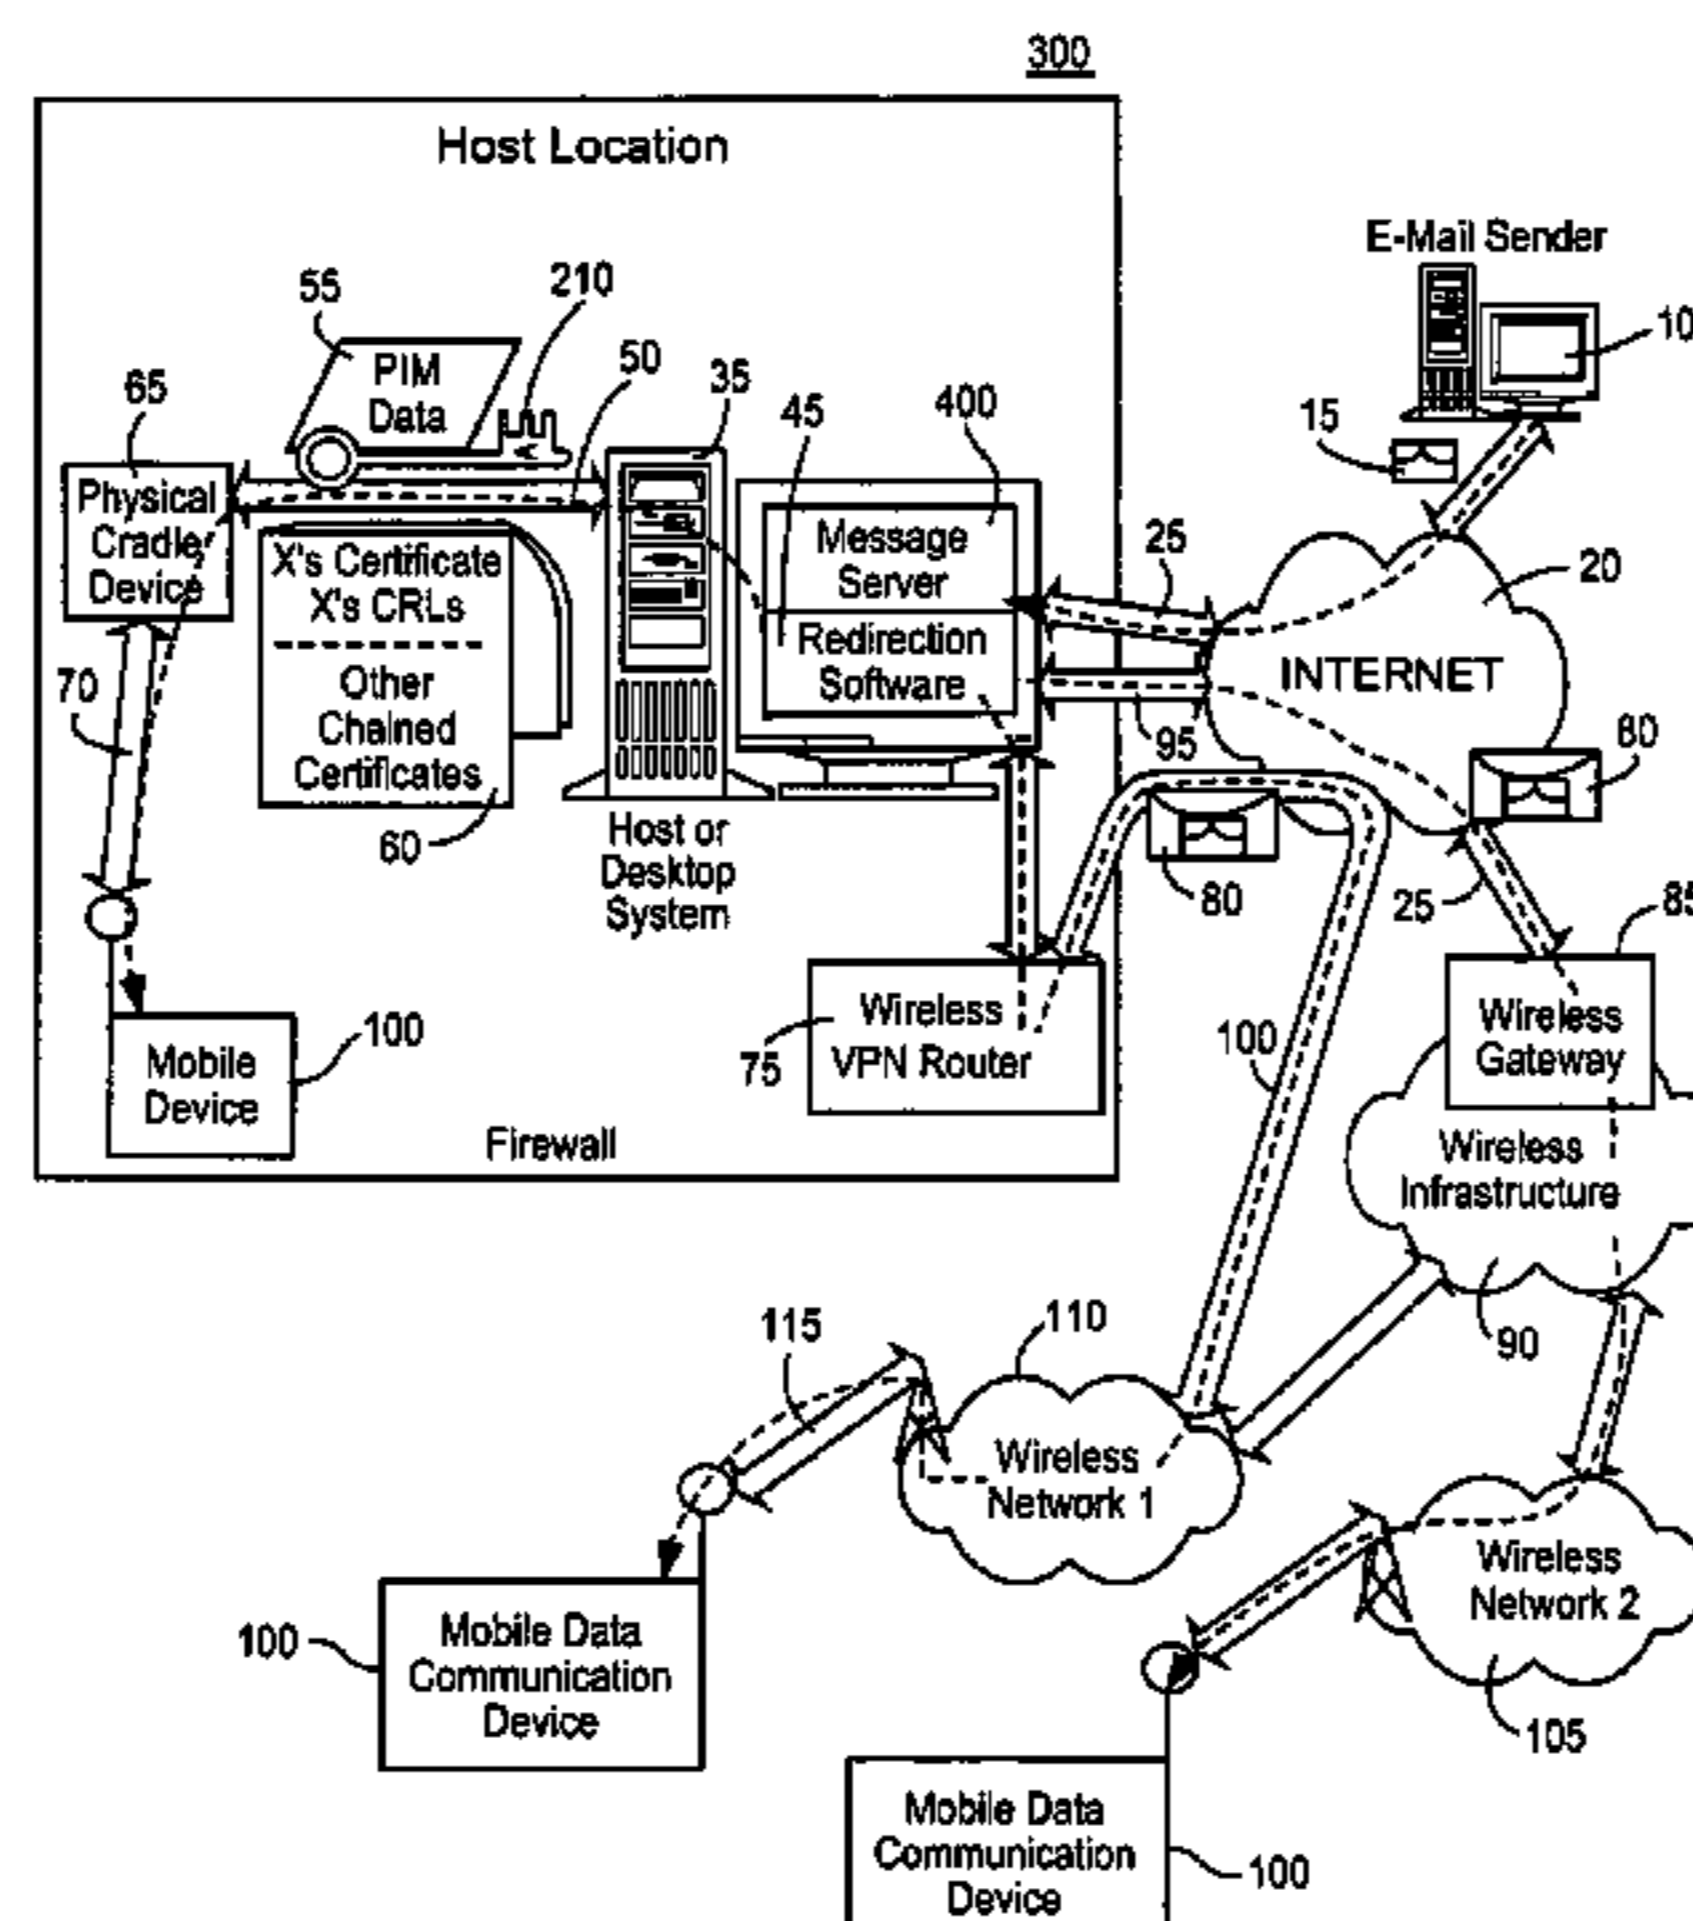 300
Host Location
E-Mail Sender
10
15
55
210
PIM
Data
50
35
45
400
65
Physical
Cradler
Device
X's Certificate
X's CRLs
Other
Chained
Certificates
60
70
Message
Server
Redirection
Software
25
20
INTERNET
95
80
80
25
85
Host or
Desktop
System
Wireless
VPN Router
75
100
Mobile
Device
100
Firewall
Wireless
Gateway
Wireless
Infrastructure
90
115
110
Wireless
Network 1
Wireless
Network 2
105
100
Mobile Data
Communication
Device
Mobile Data
Communication
Device
100